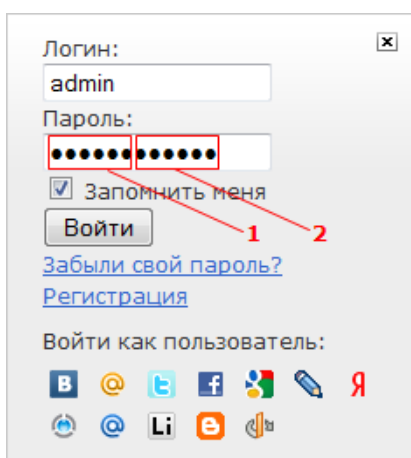 Логин:
admin
Пароль:
••••••••••••
Запомнить меня
Войти
1 2
Забыли свой пароль?
Регистрация
Войти как пользователь:
В @ t f g Я
@ Li B